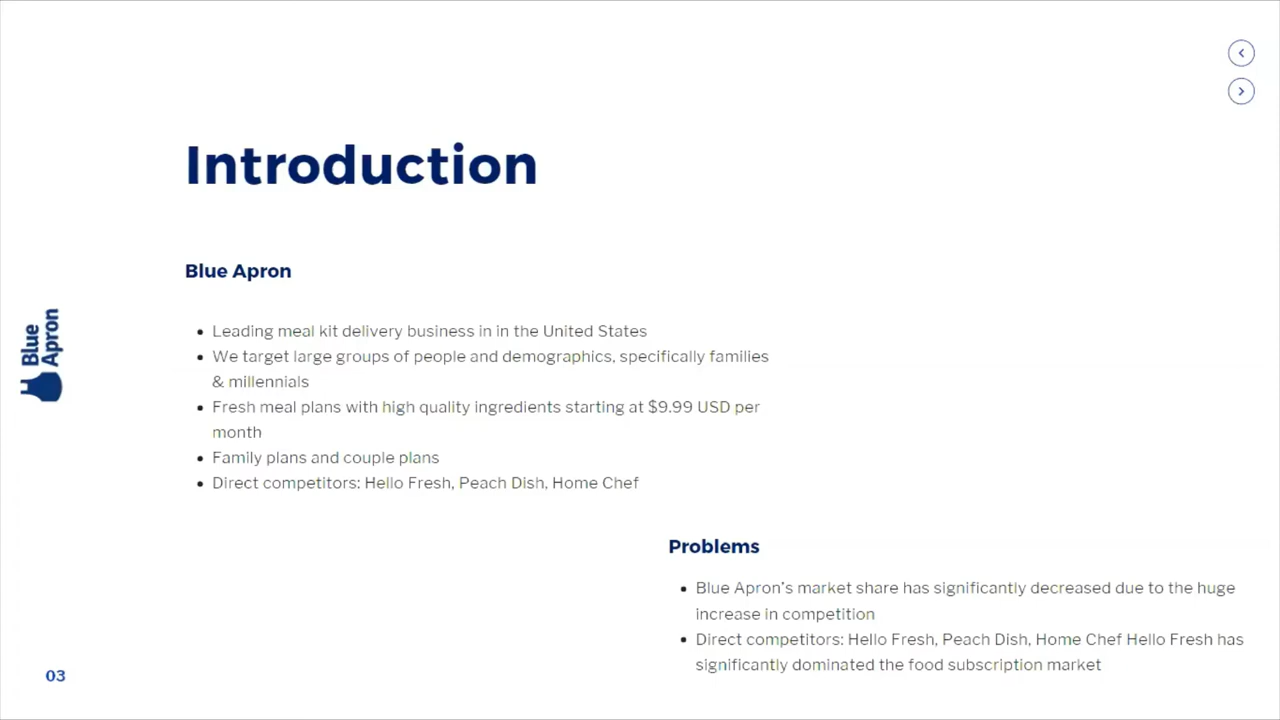 Introduction
Blue Apron
Leading meal kit delivery business in in the United States
We target large groups of people and demographics, specifically families
& millennials
Fresh meal plans with high quality ingredients starting at $9.99 USD per
month
Family plans and couple plans
Direct competitors: Hello Fresh, Peach Dish, Home Chef
Blue
Apron
Problems
Blue Apron's market share has significantly decreased due to the huge
increase in competition
Direct competitors: Hello Fresh, Peach Dish, Home Chef Hello Fresh has
significantly dominated the food subscription market
03